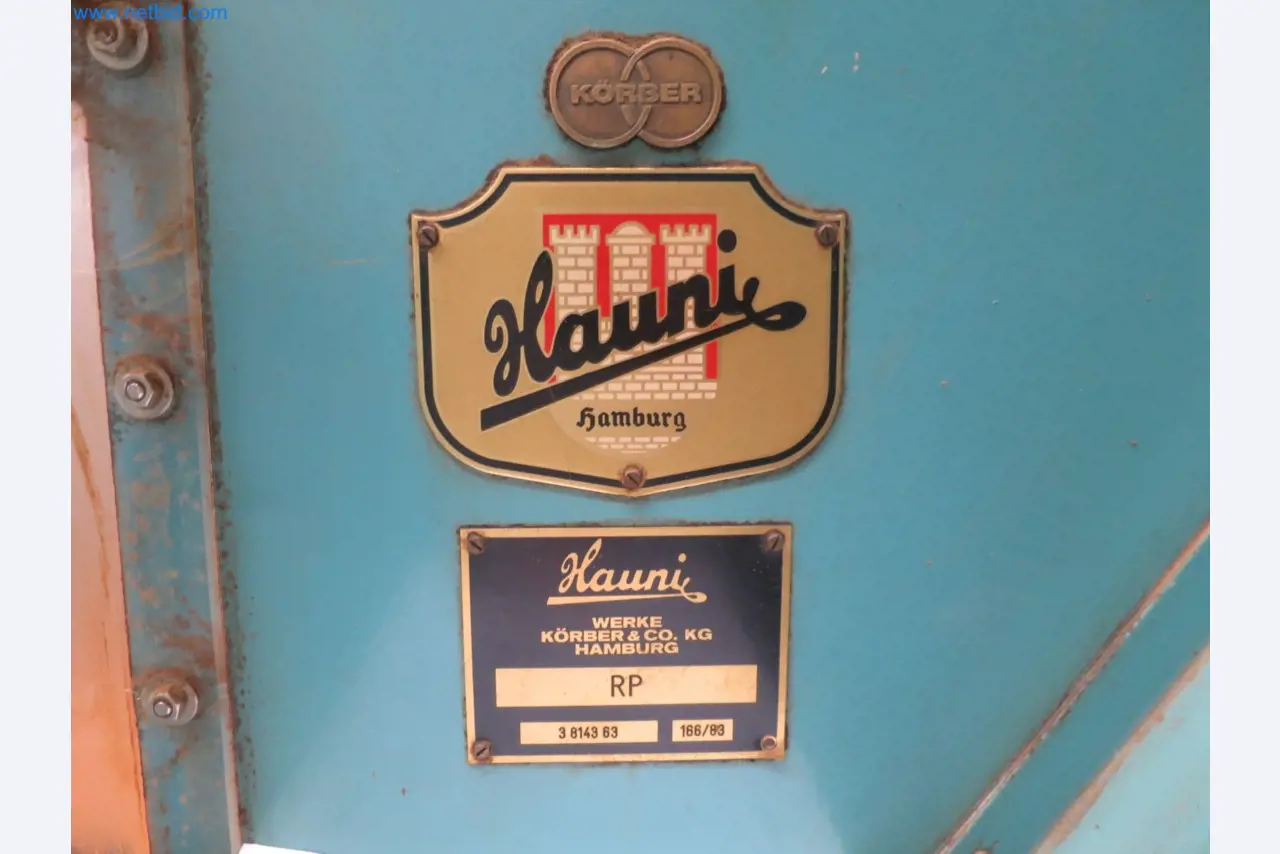 www.netbid.com
KÖRBER
Hauni
Hamburg
Hauni
WERKE
KÖRBER & CO. KG
HAMBURG
RP
3 8143 63 166/83